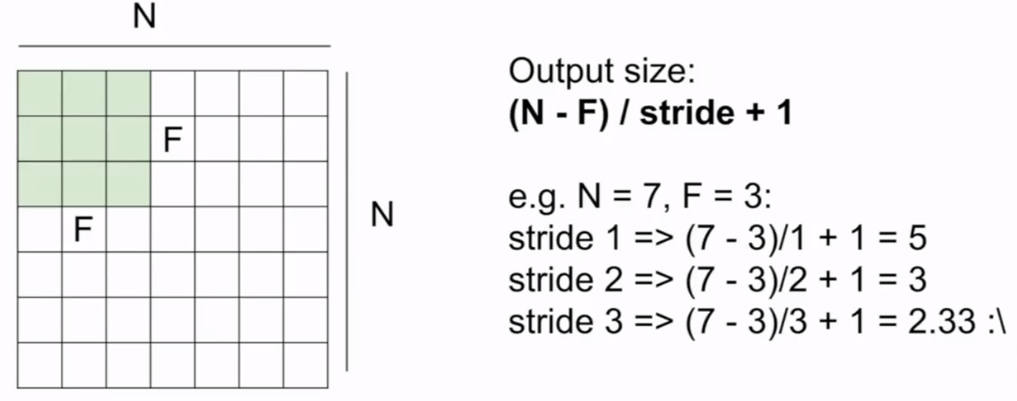 N
F
F
N
Output size:
(N - F) / stride + 1
e.g. N = 7, F = 3:
stride 1 => (7 - 3)/1 + 1 = 5
stride 2 => (7 - 3)/2 + 1 = 3
stride 3 => (7 - 3)/3 + 1 = 2.33 :\